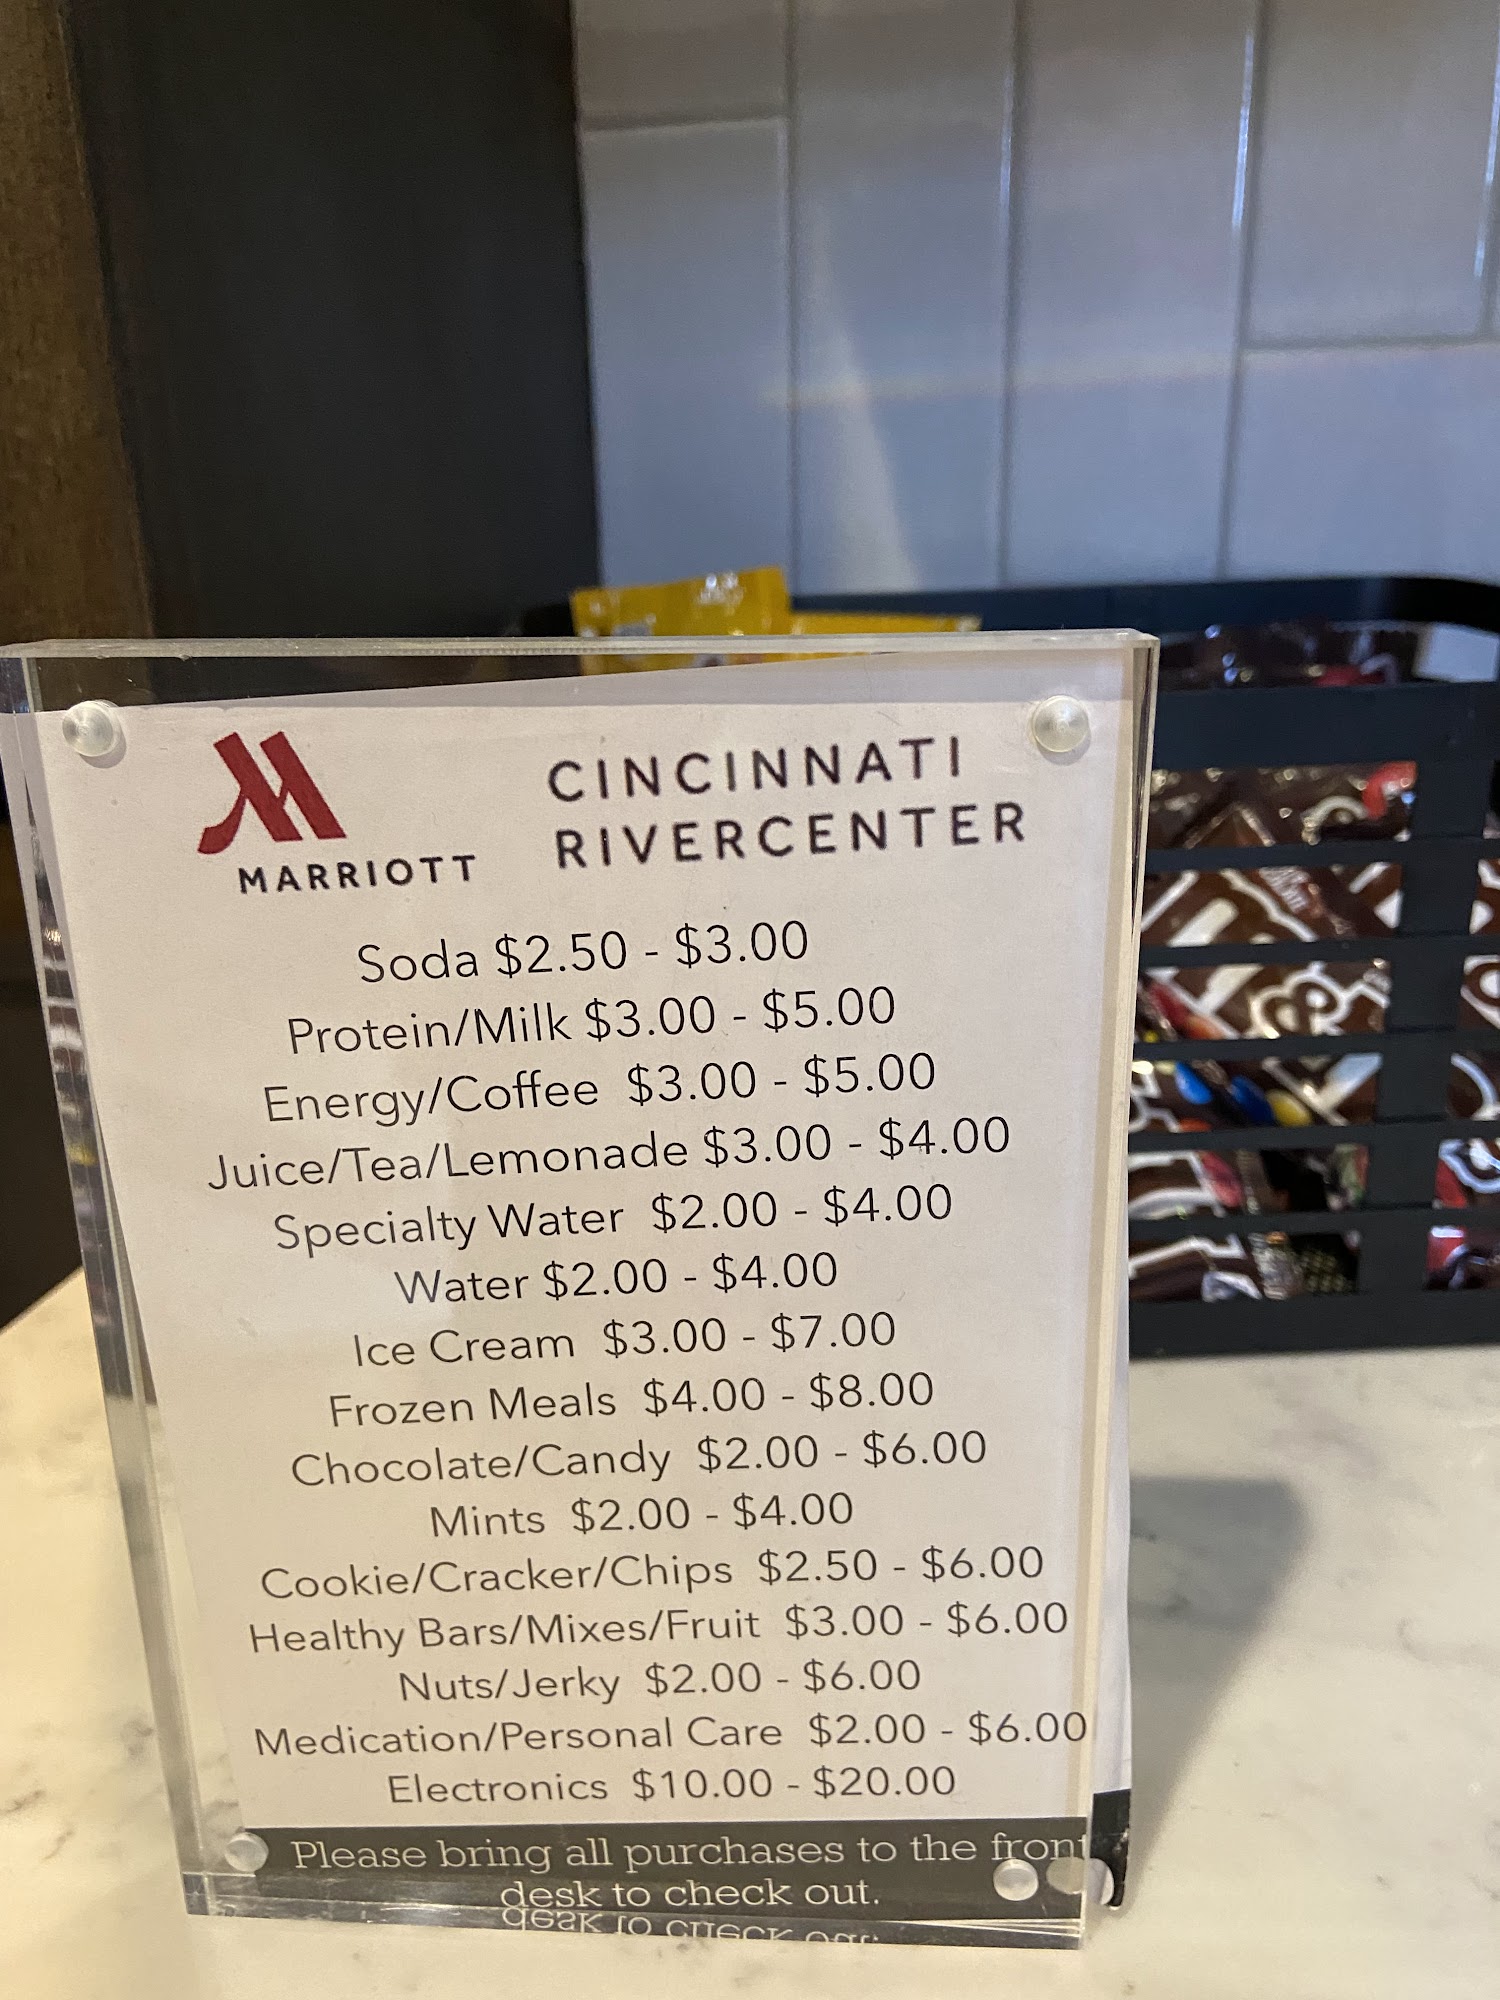 MARRIOTT
CINCINNATI
RIVERCENTER
Soda $2.50 - $3.00
Protein/Milk $3.00 - $5.00
Energy/Coffee $3.00 - $5.00
Juice/Tea/Lemonade $3.00 - $4.00
Specialty Water $2.00 - $4.00
Water $2.00 - $4.00
Ice Cream $3.00 - $7.00
Frozen Meals $4.00 - $8.00
Chocolate/Candy $2.00 - $6.00
Mints $2.00 - $4.00
Cookie/Cracker/Chips $2.50 - $6.00
Healthy Bars/Mixes/Fruit $3.00 - $6.00
Nuts/Jerky $2.00 - $6.00
Medication/Personal Care $2.00 - $6.00
Electronics $10.00 - $20.00
Please bring all purchases to the front
desk to check out.